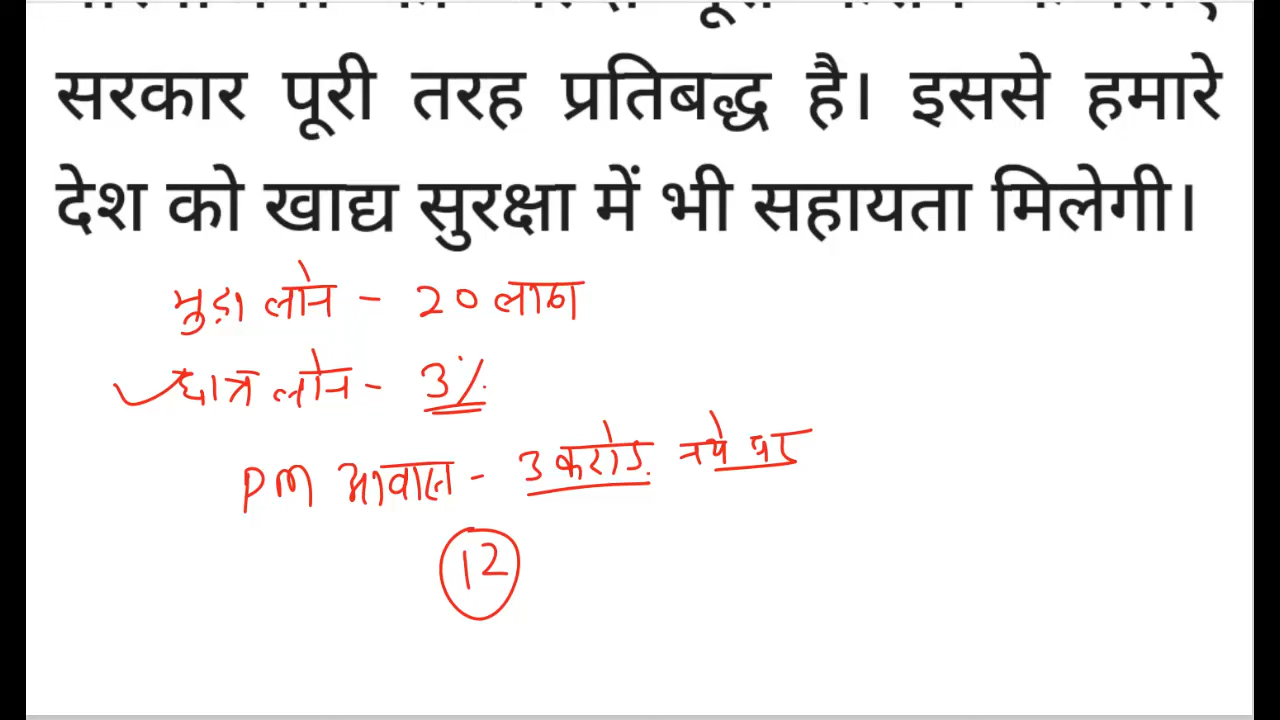 सरकार पूरी तरह प्रतिबद्ध है। इससे हमारे
देश को खाद्य सुरक्षा में भी सहायता मिलेगी।
मुद्रा लोन - 20 लाख
छात्र लोन - 3%
PM आवास - 3 करोड़ नये घर
12